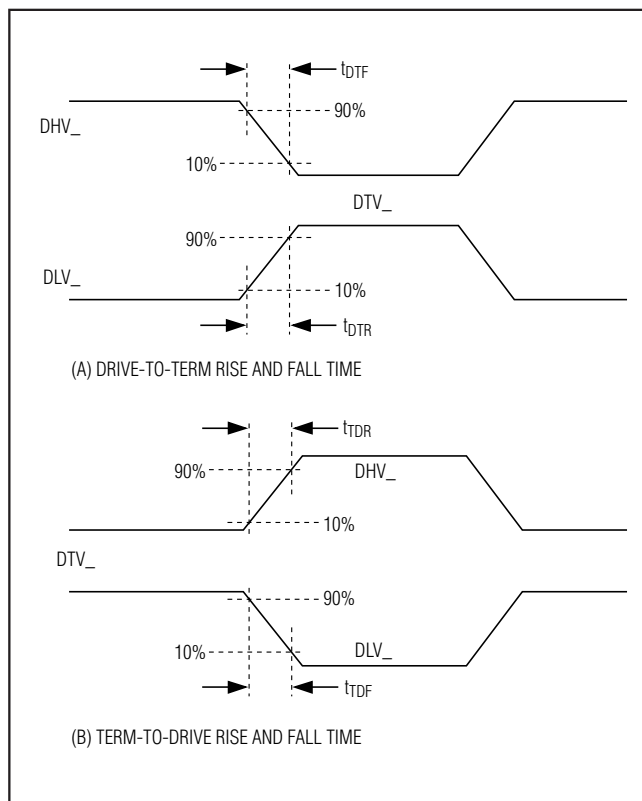 tDTF
90%
DHV_
10%
DTV_
90%
DLV_
10%
tDTR
(A) DRIVE-TO-TERM RISE AND FALL TIME
tTDR
90%
DHV_
10%
DTV_
90%
10%
DLV_
tTDF
(B) TERM-TO-DRIVE RISE AND FALL TIME